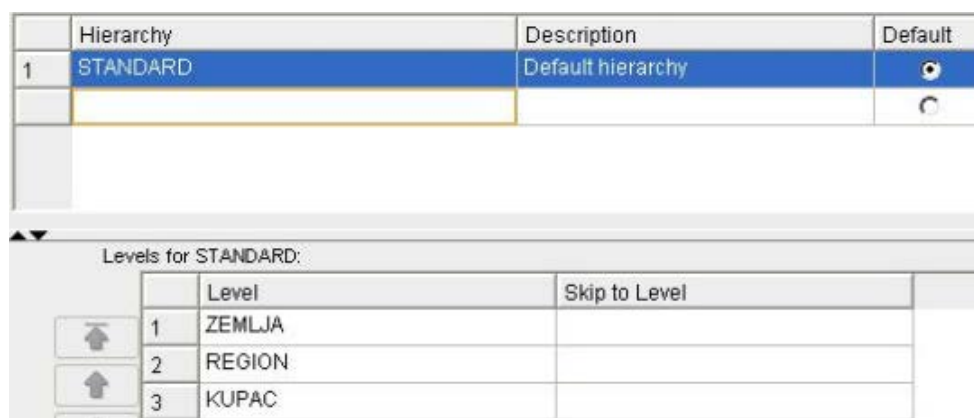 Hierarchy Description Default
1 STANDARD Default hierarchy
Levels for STANDARD:
Level Skip to Level
1 ZEMLJA
2 REGION
3 KUPAC